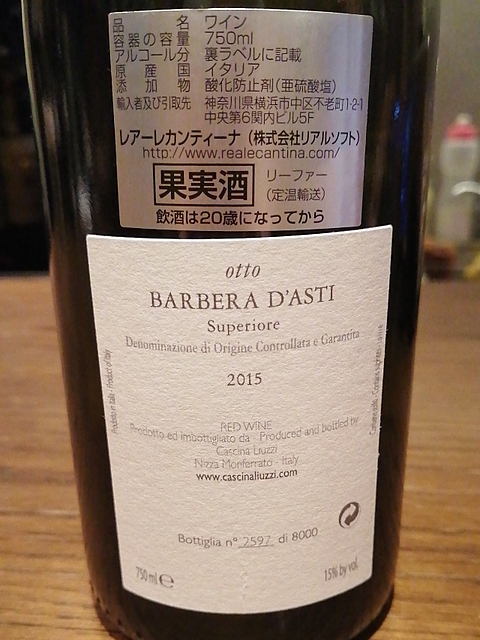 品名 ワイン
容器の容量 750ml
アルコール分 裏ラベルに記載
原産国 イタリア
添加物 酸化防止剤(亜硫酸塩)
輸入者及び引取先 神奈川県横浜市中区不老町1-2-1
中央第6関内ビル5F
レアーレカンティーナ (株式会社リアルソフト)
http://www.realecantina.com/
果実酒 リーファー
(定温輸送)
飲酒は20歳になってから
otto
BARBERA D'ASTI
Superiore
Denominazione di Origine Controllata e Garantita
2015
RED WINE
Prodotto ed imbottigliato da - Produced and bottled by
Cascina Liuzzi
Nizza Monferrato - Italy
www.cascinaliuzzi.com
Bottiglia n° 2597 di 8000
750 ml e 15% by vol.
Prodotto in Italia - Product of Italy